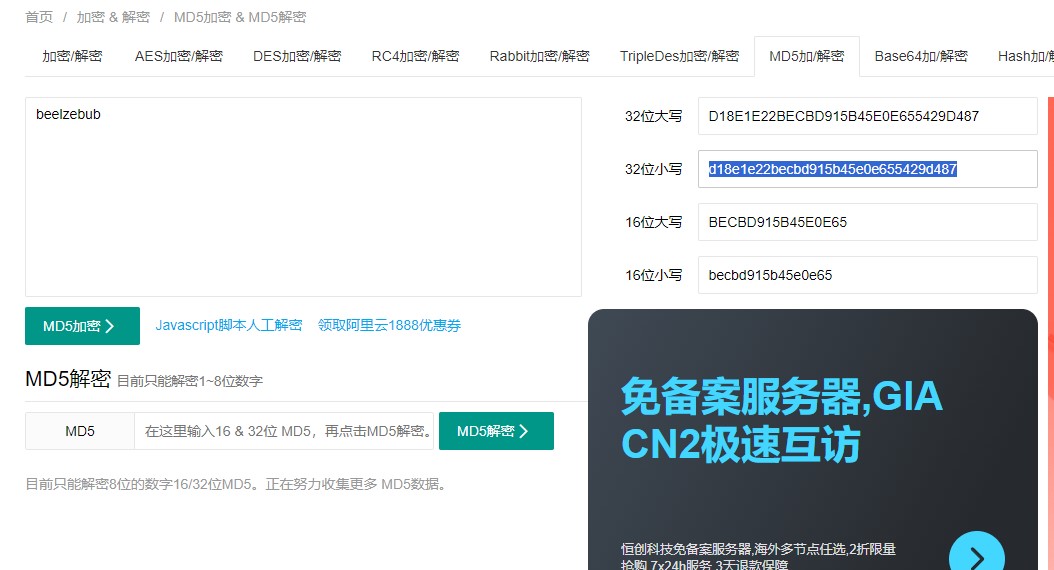 首页 / 加密 & 解密 / MD5加密 & MD5解密
加密/解密 AES加密/解密 DES加密/解密 RC4加密/解密 Rabbit加密/解密 TripleDes加密/解密 MD5加/解密 Base64加/解密 Hash加/解
beelzebub
32位大写 D18E1E22BECBD915B45E0E655429D487
32位小写 d18e1e22becbd915b45e0e655429d487
16位大写 BECBD915B45E0E65
16位小写 becbd915b45e0e65
MD5加密 Javascript脚本人工解密 领取阿里云1888优惠券
MD5解密 目前只能解密1~8位数字
MD5 在这里输入16 & 32位 MD5，再点击MD5解密。 MD5解密
目前只能解密8位的数字16/32位MD5。正在努力收集更多 MD5数据。
免备案服务器,GIA
CN2极速互访
恒创科技免备案服务器,海外多节点任选,2折限量
抢购,7x24h服务,3天退款保障